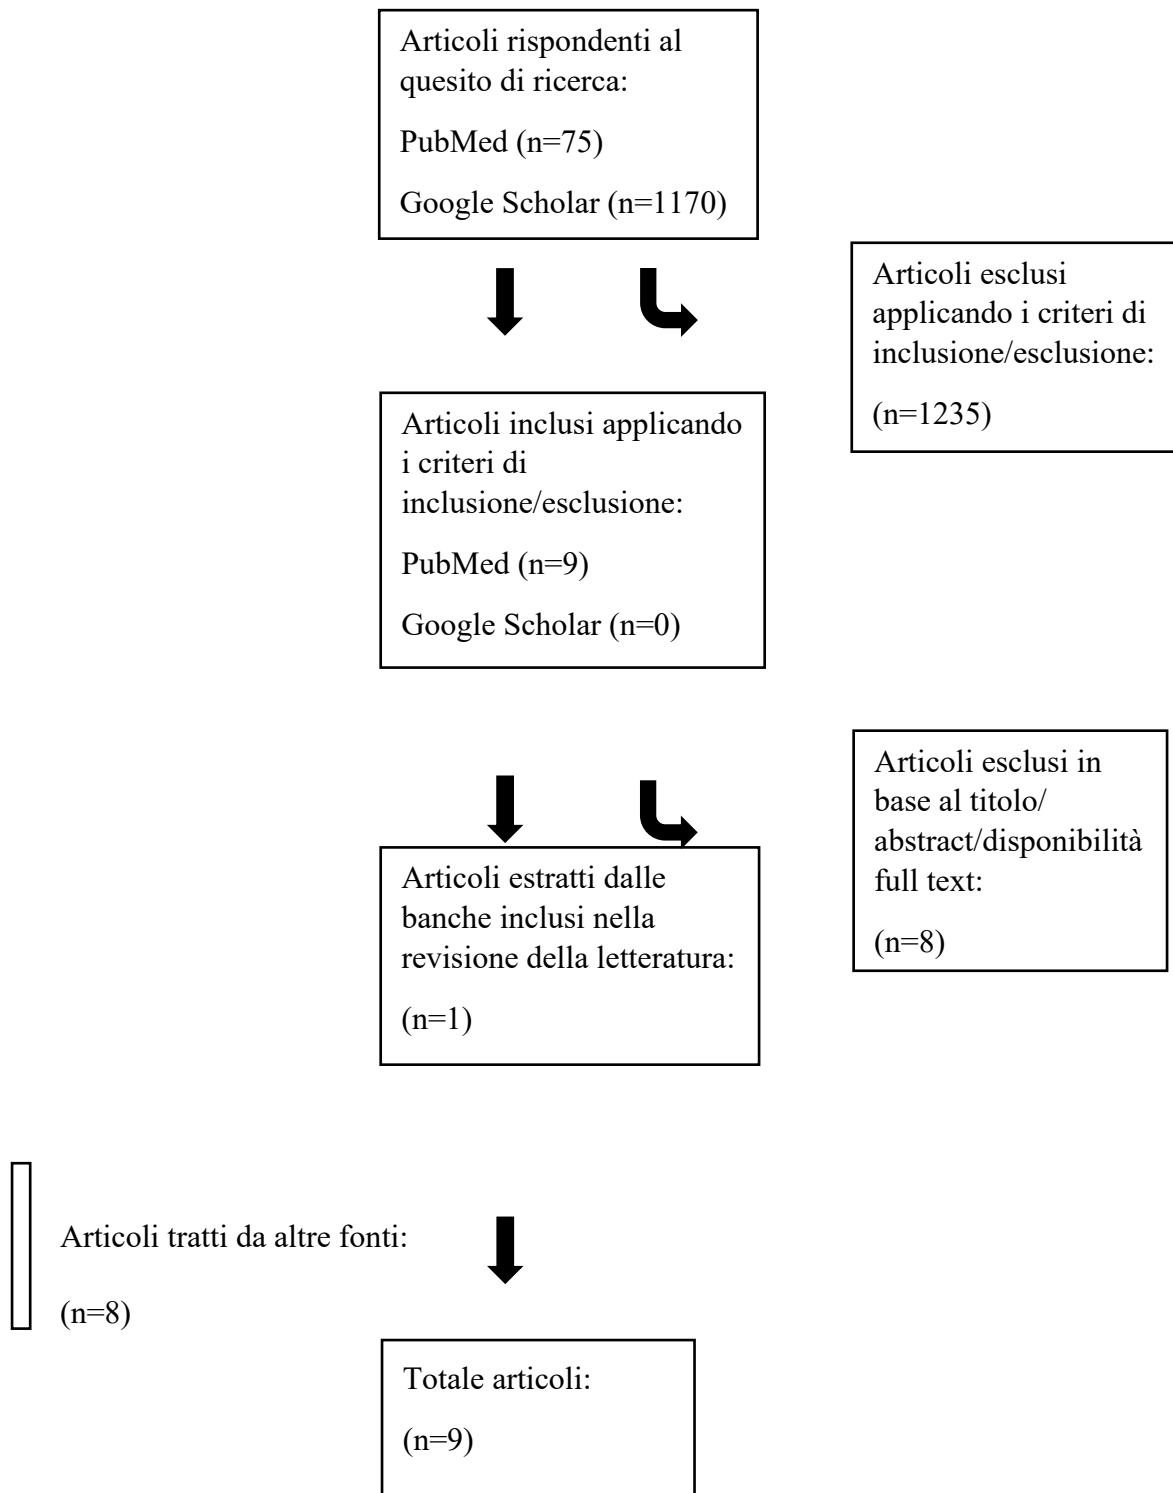 Articoli rispondenti al
quesito di ricerca:
PubMed (n=75)
Google Scholar (n=1170)
Articoli esclusi
applicando i criteri di
inclusione/esclusione:
(n=1235)
Articoli inclusi applicando
i criteri di
inclusione/esclusione:
PubMed (n=9)
Google Scholar (n=0)
Articoli esclusi in
base al titolo/
abstract/disponibilità
full text:
(n=8)
Articoli estratti dalle
banche inclusi nella
revisione della letteratura:
(n=1)
Articoli tratti da altre fonti:
(n=8)
Totale articoli:
(n=9)